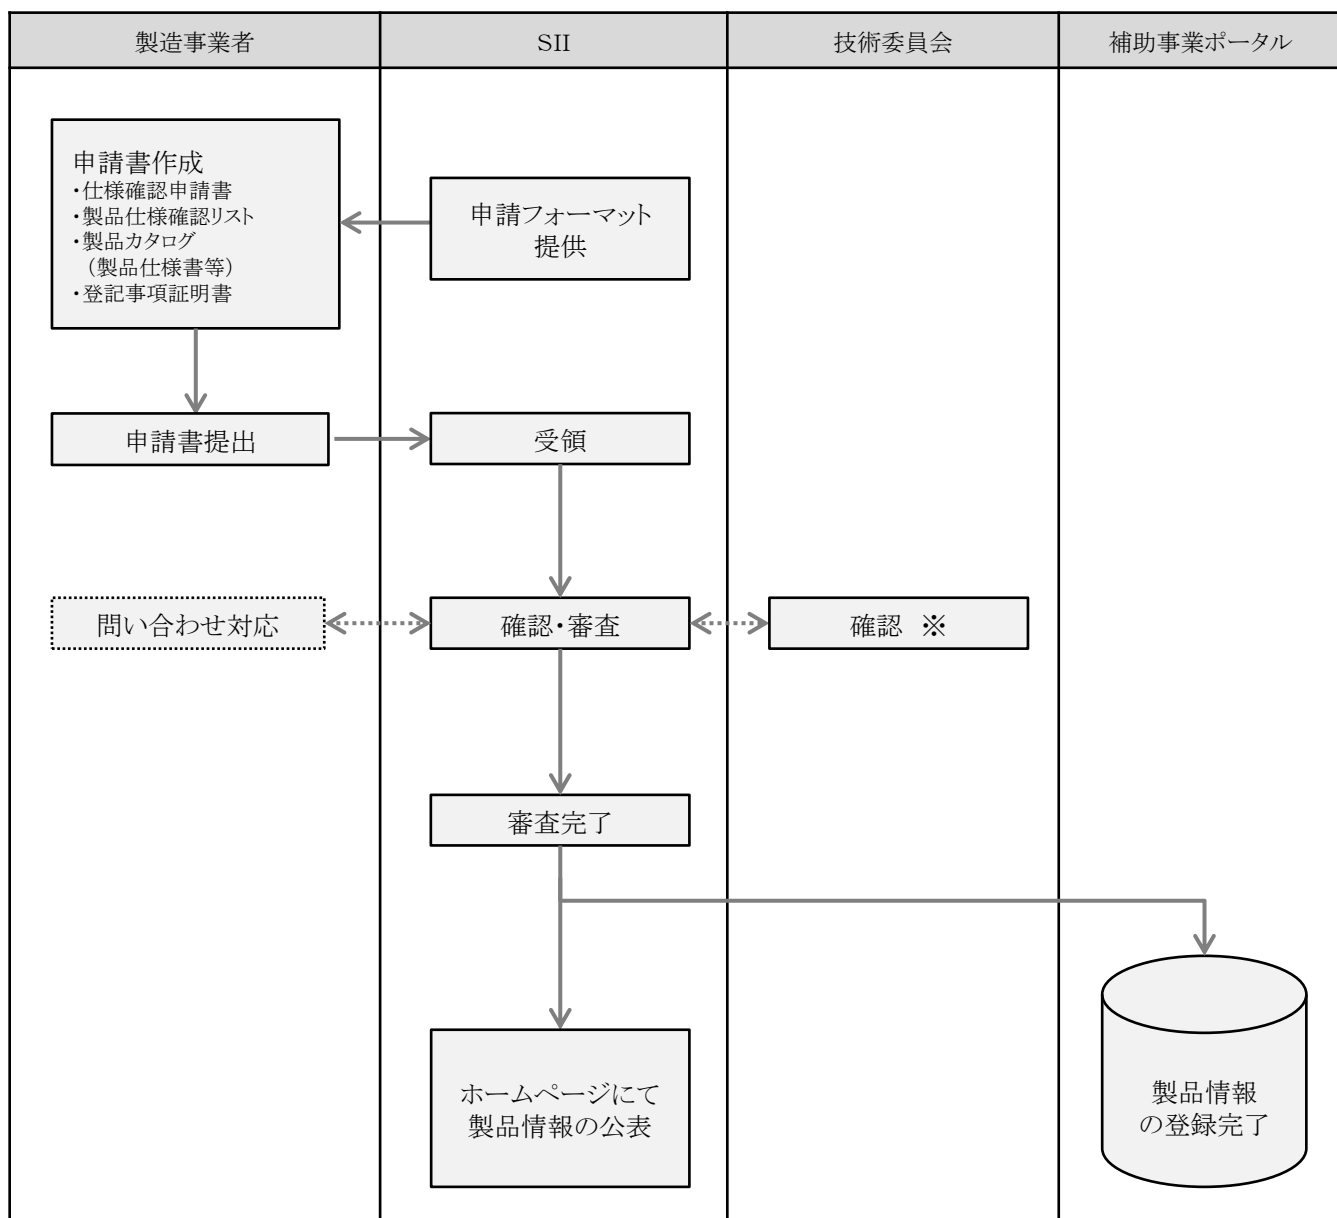 製造事業者
SII
技術委員会
補助事業ポータル
申請書作成
・仕様確認申請書
・製品仕様確認リスト
・製品カタログ
（製品仕様書等）
・登記事項証明書
申請フォーマット
提供
申請書提出
受領
問い合わせ対応
確認・審査
確認 ※
審査完了
ホームページにて
製品情報の公表
製品情報
の登録完了